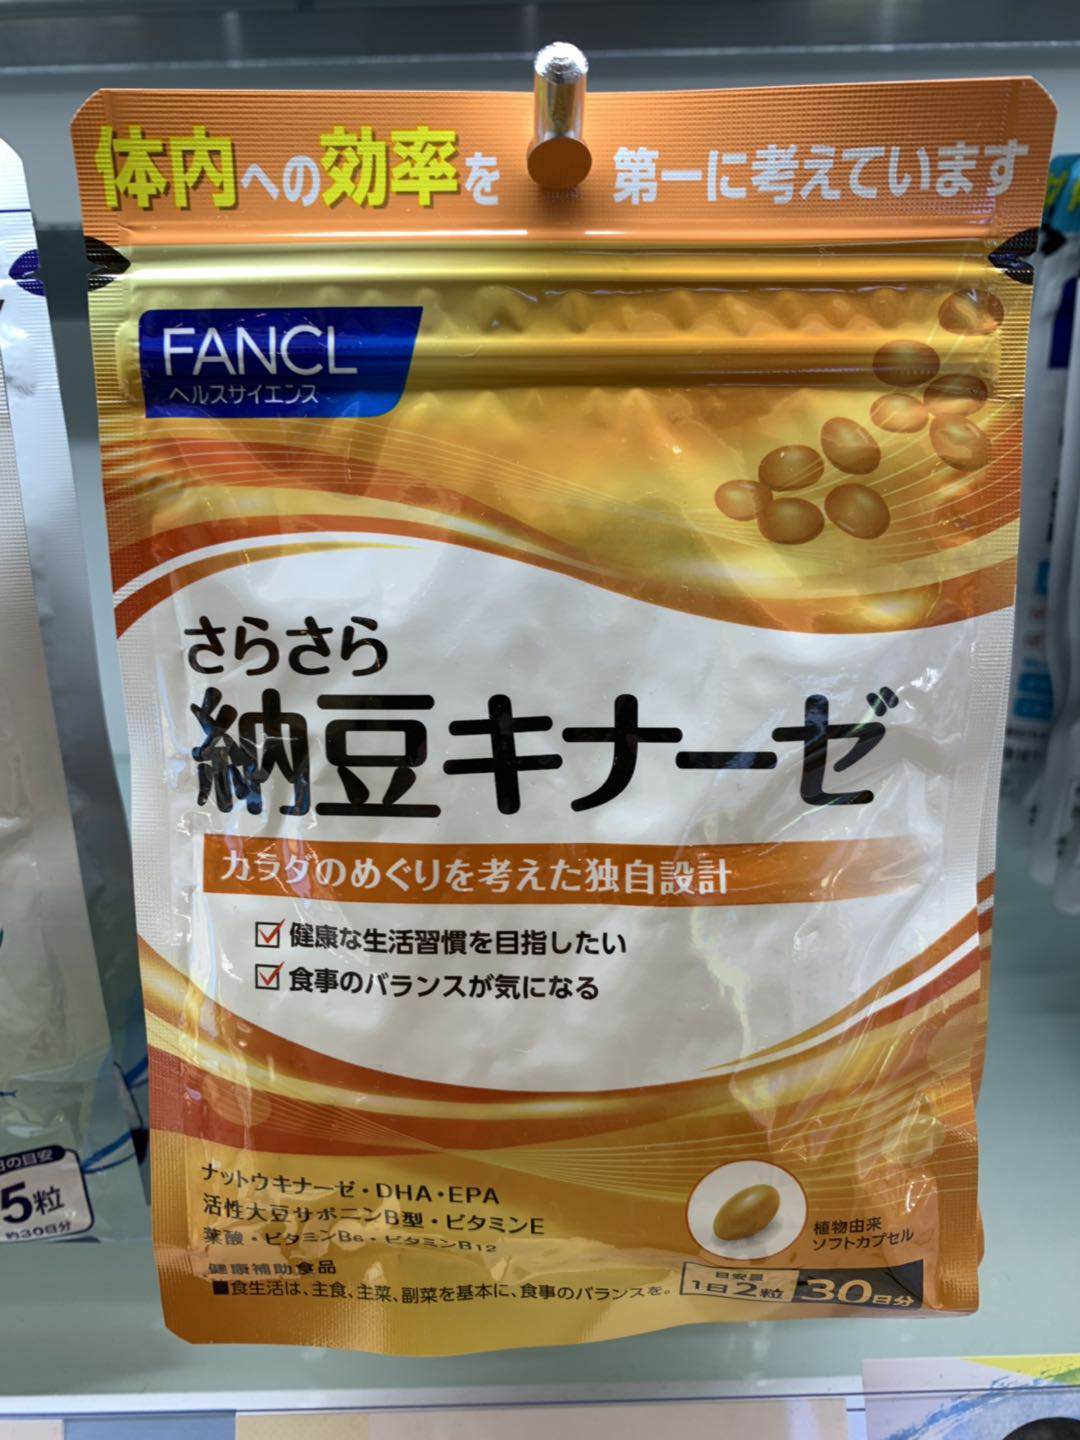 体内への効率を 第一に考えています
FANCL
ヘルスサイエンス
さらさら
納豆キナーゼ
カラダのめぐりを考えた独自設計
健康な生活習慣を目指したい
食事のバランスが気になる
ナットウキナーゼ・DHA・EPA
活性大豆サポニンB型・ビタミンE
葉酸・ビタミンB6・ビタミンB12
健康補助食品
■食生活は、主食、主菜、副菜を基本に、食事のバランスを。
植物由来
ソフトカプセル
目安量
1日2粒
30日分
の目安
5粒
約30日分